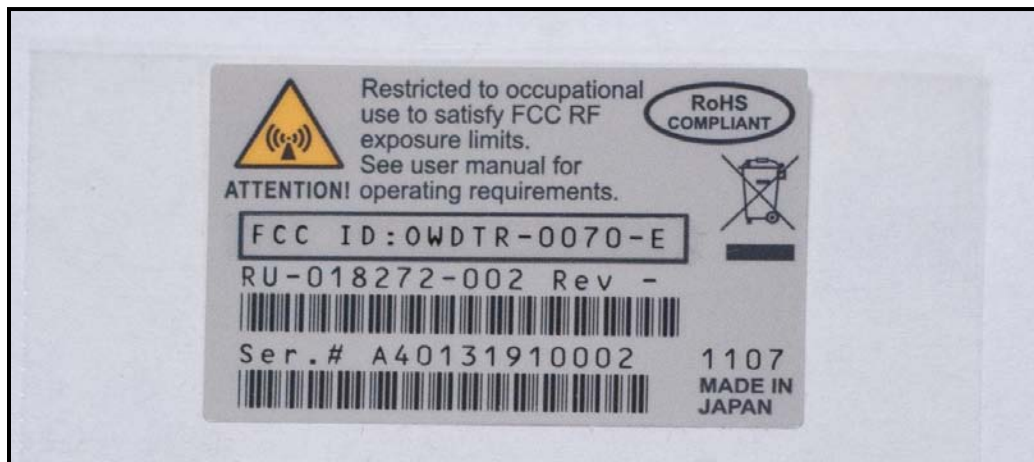 Restricted to occupational
use to satisfy FCC RF
exposure limits.
See user manual for
ATTENTION! operating requirements.
RoHS
COMPLIANT
FCC ID:OWDTR-0070-E
RU-018272-002 Rev -
Ser.# A40131910002
1107
MADE IN
JAPAN